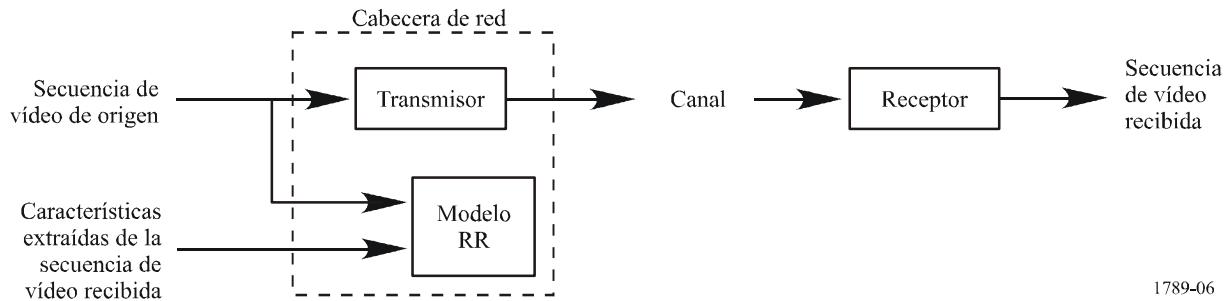 Cabecera de red
Secuencia de
vídeo de origen
Transmisor
Canal
Receptor
Secuencia
de vídeo
recibida
Características
extraídas de la
secuencia de
vídeo recibida
Modelo
RR
1789-06